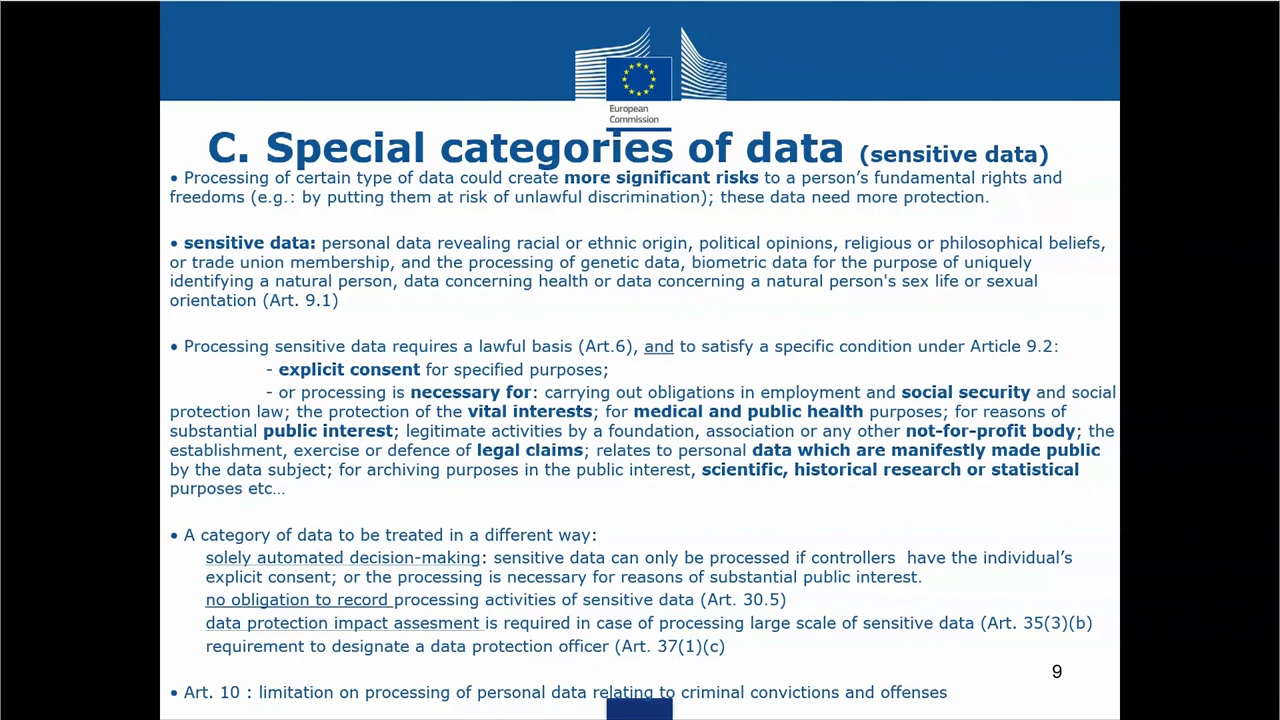 European
Commission
C. Special categories of data (sensitive data)
• Processing of certain type of data could create more significant risks to a person’s fundamental rights and
freedoms (e.g.: by putting them at risk of unlawful discrimination); these data need more protection.
• sensitive data: personal data revealing racial or ethnic origin, political opinions, religious or philosophical beliefs,
or trade union membership, and the processing of genetic data, biometric data for the purpose of uniquely
identifying a natural person, data concerning health or data concerning a natural person's sex life or sexual
orientation (Art. 9.1)
• Processing sensitive data requires a lawful basis (Art.6), and to satisfy a specific condition under Article 9.2:
- explicit consent for specified purposes;
- or processing is necessary for: carrying out obligations in employment and social security and social
protection law; the protection of the vital interests; for medical and public health purposes; for reasons of
substantial public interest; legitimate activities by a foundation, association or any other not-for-profit body; the
establishment, exercise or defence of legal claims; relates to personal data which are manifestly made public
by the data subject; for archiving purposes in the public interest, scientific, historical research or statistical
purposes etc…
• A category of data to be treated in a different way:
solely automated decision-making: sensitive data can only be processed if controllers have the individual’s
explicit consent; or the processing is necessary for reasons of substantial public interest.
no obligation to record processing activities of sensitive data (Art. 30.5)
data protection impact assesment is required in case of processing large scale of sensitive data (Art. 35(3)(b)
requirement to designate a data protection officer (Art. 37(1)(c)
9
• Art. 10 : limitation on processing of personal data relating to criminal convictions and offenses